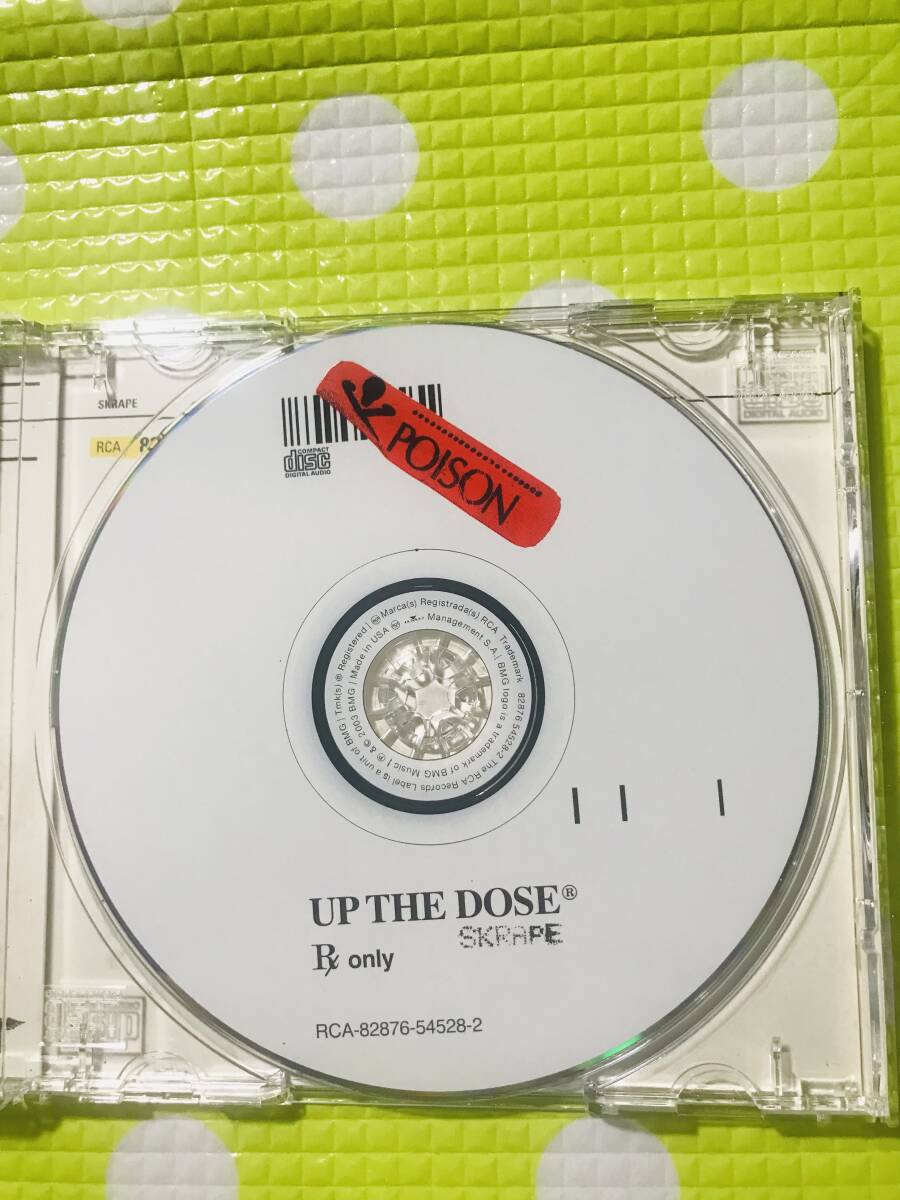 SKRAPE
RCA
COMPACT
disc
DIGITAL AUDIO
POISON
DIGITAL AUDIO
82876 54528-2 The RCA Records Label is a unit of BMG | Tmk(s) ® Registered | Marca(s) Registrada(s) RCA Trademark
Management S.A. | BMG logo is a trademark of BMG Music | ℗ & © 2003 BMG | Made in USA
UP THE DOSE®
SKRAPE
℞ only
RCA-82876-54528-2